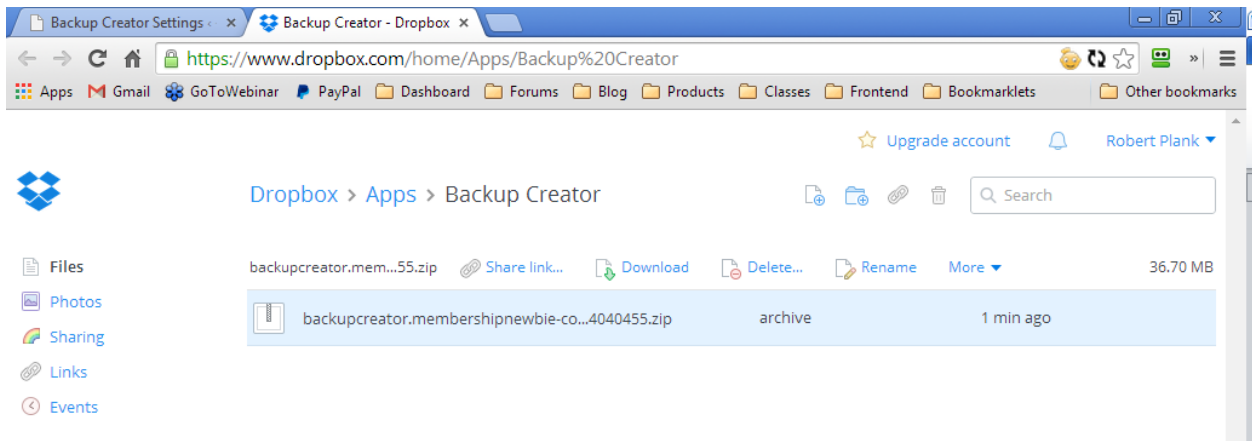 Backup Creator Settings ‹ Backup Creator - Dropbox
https://www.dropbox.com/home/Apps/Backup%20Creator
Apps Gmail GoToWebinar PayPal Dashboard Forums Blog Products Classes Frontend Bookmarklets Other bookmarks
Upgrade account Robert Plank
Dropbox > Apps > Backup Creator Search
Files backupcreator.mem...55.zip Share link... Download Delete... Rename More 36.70 MB
Photos backupcreator.membershipnewbie-co...4040455.zip archive 1 min ago
Sharing
Links
Events